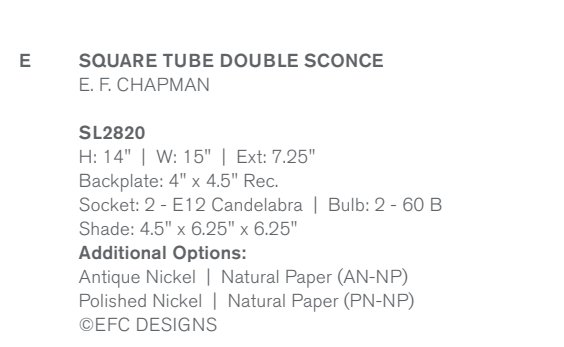 E SQUARE TUBE DOUBLE SCONCE
E. F. CHAPMAN
SL2820
H: 14" | W: 15" | Ext: 7.25"
Backplate: 4" x 4.5" Rec.
Socket: 2 - E12 Candelabra | Bulb: 2 - 60 B
Shade: 4.5" x 6.25" x 6.25"
Additional Options:
Antique Nickel | Natural Paper (AN-NP)
Polished Nickel | Natural Paper (PN-NP)
©EFC DESIGNS